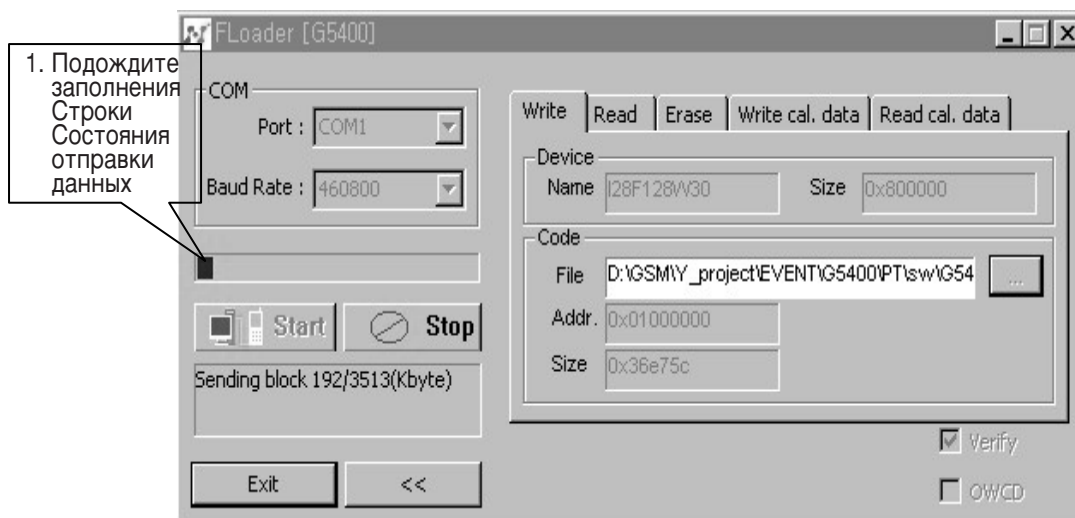 FLoader [G5400]
1. Подождите
заполнения
Строки
Состояния
отправки
данных
COM
Port : COM1
Baud Rate : 460800
Start Stop
Sending block 192/3513(Kbyte)
Exit <<
Write Read Erase Write cal. data Read cal. data
Device
Name I28F128W30 Size 0x800000
Code
File D:\GSM\Y_project\EVENT\G5400\PT\sw\G54 ...
Addr. 0x01000000
Size 0x36e75c
Verify
OWCD